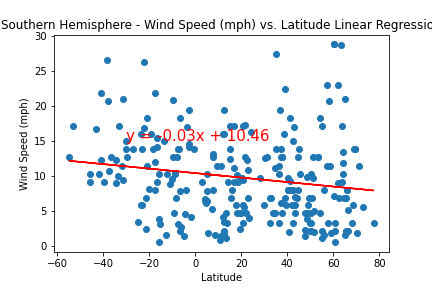 Southern Hemisphere - Wind Speed (mph) vs. Latitude Linear Regressio
30
25
20
15
10
5
0
Wind Speed (mph)
y = -0.03x + 10.46
−60 −40 −20 0 20 40 60 80
Latitude